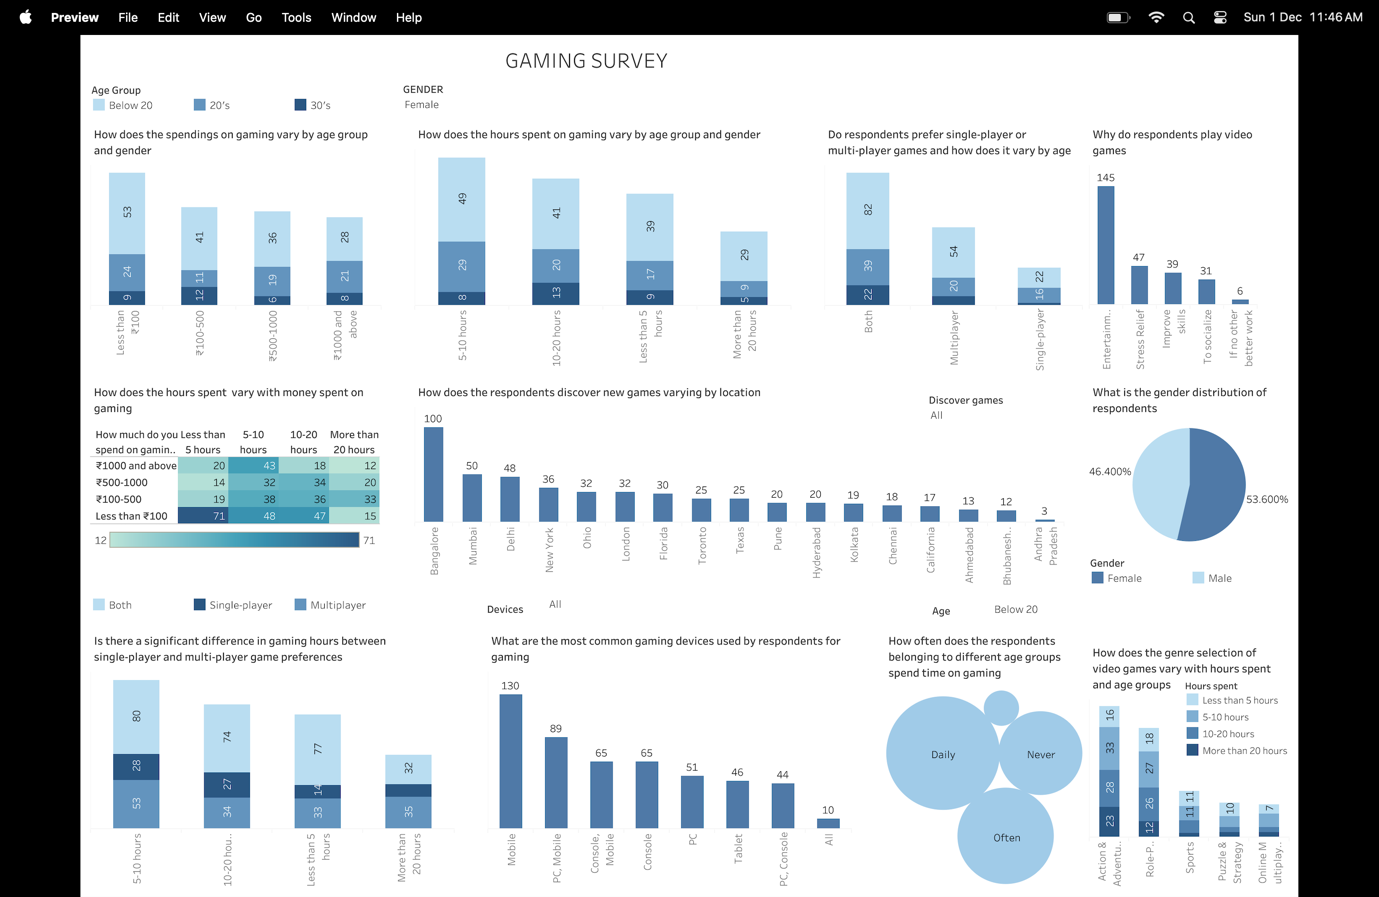 Preview File Edit View Go Tools Window Help
Sun 1 Dec 11:46 AM
GAMING SURVEY
Age Group
Below 20 20's 30's
GENDER
Female
How does the spendings on gaming vary by age group
and gender
53 24 9
41 11 12
36 19 6
28 21 8
Less than
₹100
₹100-500
₹500-1000
₹1000 and
above
How does the hours spent on gaming vary by age group and gender
49 29 8
41 20 13
39 17 9
29 9 5
5-10 hours
10-20 hours
Less than 5
hours
More than
20 hours
Do respondents prefer single-player or
multi-player games and how does it vary by age
82 39 22
54 20
22 16
Both
Multiplayer
Single-player
Why do respondents play video
games
145 47 39 31 6
Entertainm..
Stress Relief
Improve
skills
To socialize
If no other
better work
How does the hours spent vary with money spent on
gaming
How much do you Less than 5-10 10-20 More than
spend on gamin.. 5 hours hours hours 20 hours
₹1000 and above 20 43 18 12
₹500-1000 14 32 34 20
₹100-500 19 38 36 33
Less than ₹100 71 48 47 15
12 71
How does the respondents discover new games varying by location
Discover games
All
100 50 48 36 32 32 30 25 25 20 20 19 18 17 13 12 3
Bangalore
Mumbai
Delhi
New York
Ohio
London
Florida
Toronto
Texas
Pune
Hyderabad
Kolkata
Chennai
California
Ahmedabad
Bhubanesh..
Andhra
Pradesh
What is the gender distribution of
respondents
46.400%
53.600%
Gender
Female Male
Both Single-player Multiplayer
Is there a significant difference in gaming hours between
single-player and multi-player game preferences
80 28 53
74 27 34
77 14 33
32 35
5-10 hours
10-20 hou..
Less than 5
hours
More than
20 hours
Devices All
What are the most common gaming devices used by respondents for
gaming
130 89 65 65 51 46 44 10
Mobile
PC, Mobile
Console,
Mobile
Console
PC
Tablet
PC, Console
All
Age Below 20
How often does the respondents
belonging to different age groups
spend time on gaming
Daily
Never
Often
How does the genre selection of
video games vary with hours spent
and age groups
Hours spent
Less than 5 hours
5-10 hours
10-20 hours
More than 20 hours
16 33 28 23
18 27 26 12
11 11
10
7
Action &
Adventu..
Role-P..
Sports
Puzzle &
Strategy
Online M
ultiplay..